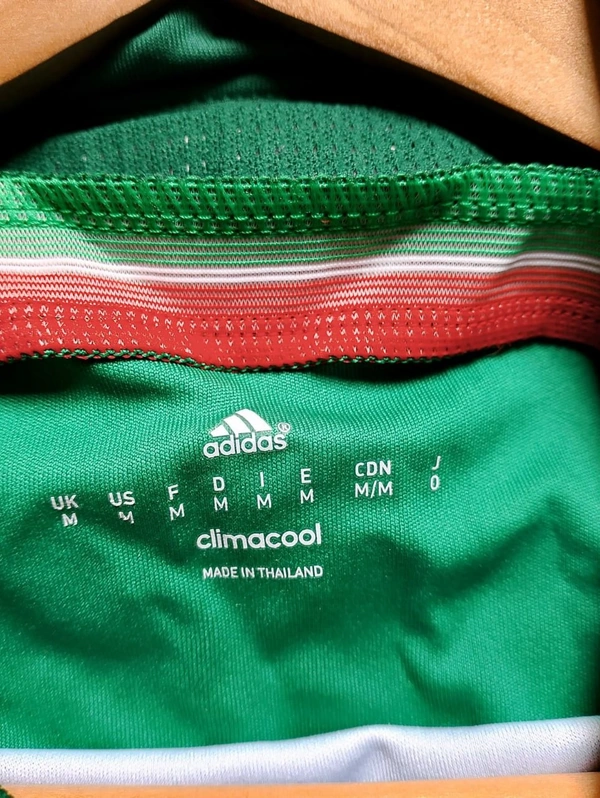 adidas®
UK US F D I E CDN J
M M M M M M M/M O
climacool
MADE IN THAILAND